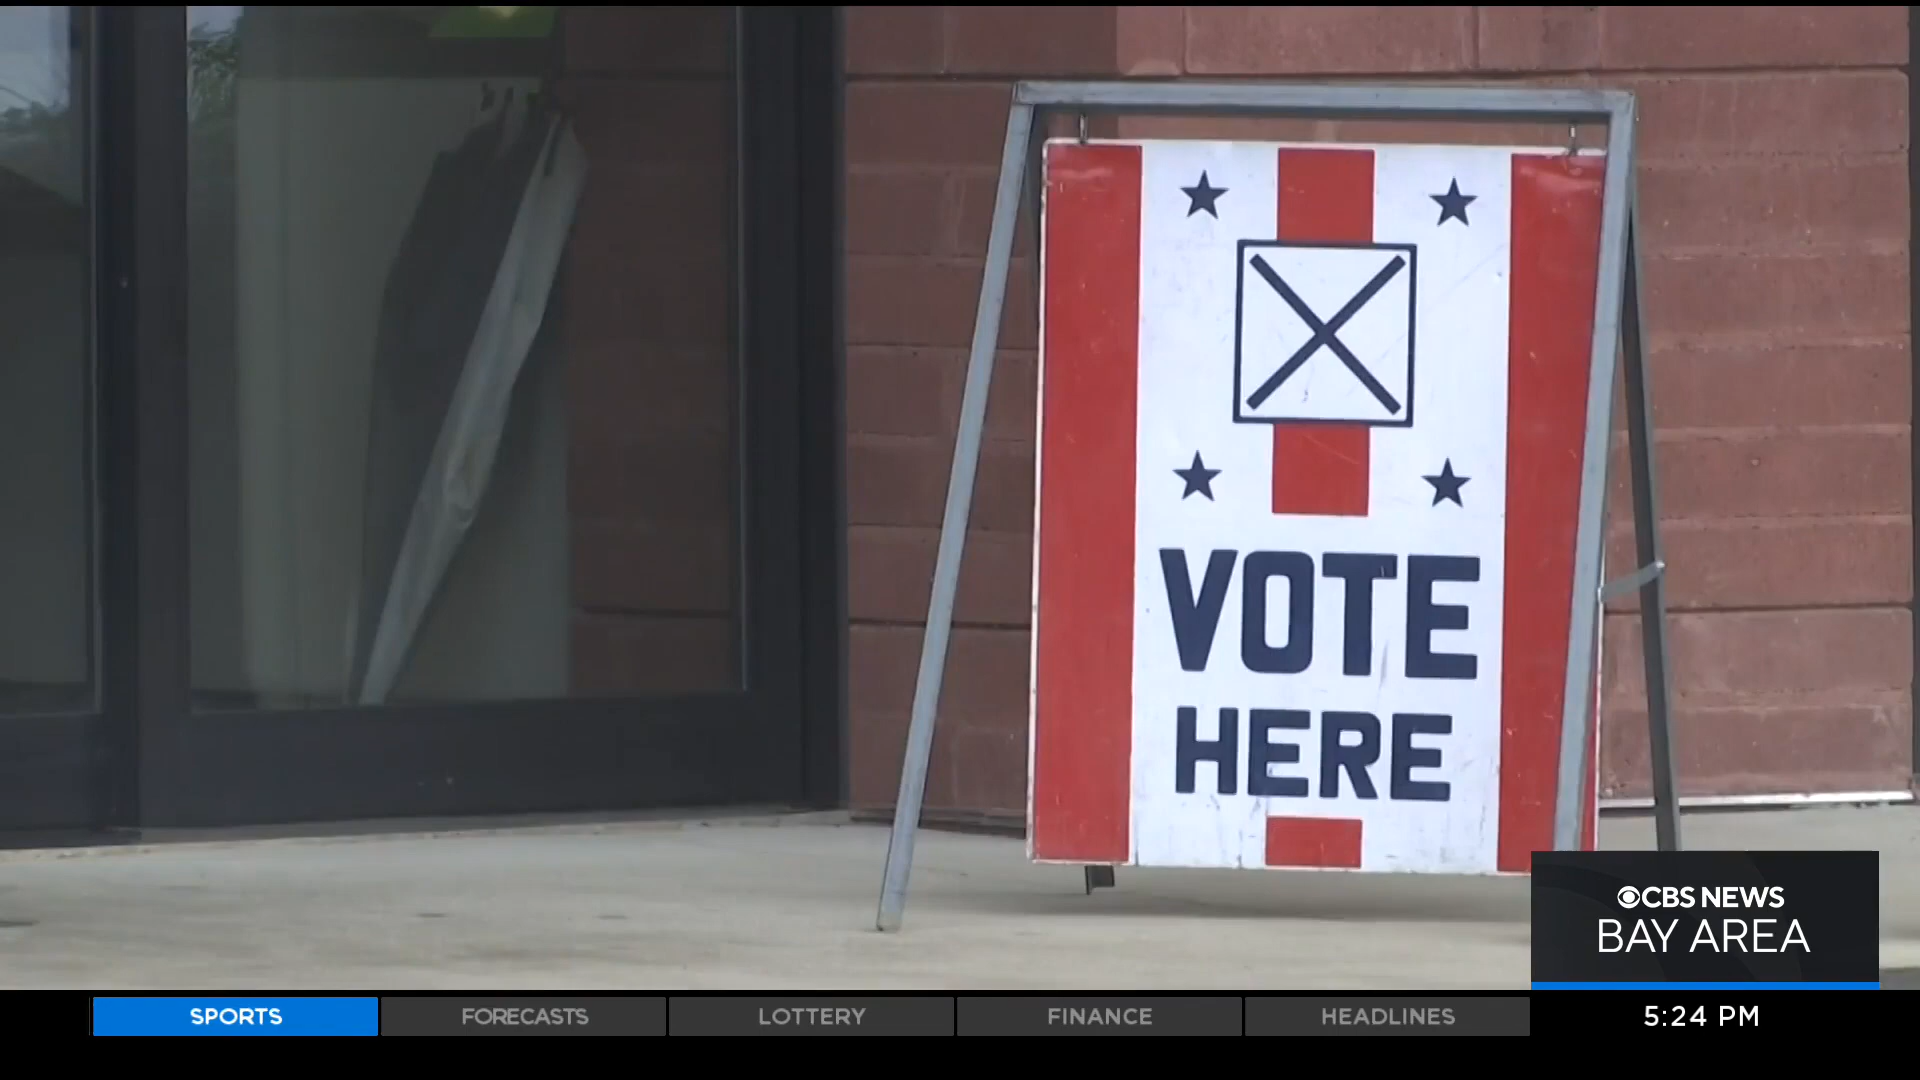 VOTE
HERE
CBS NEWS
BAY AREA
SPORTS
FORECASTS
LOTTERY
FINANCE
HEADLINES
5:24 PM